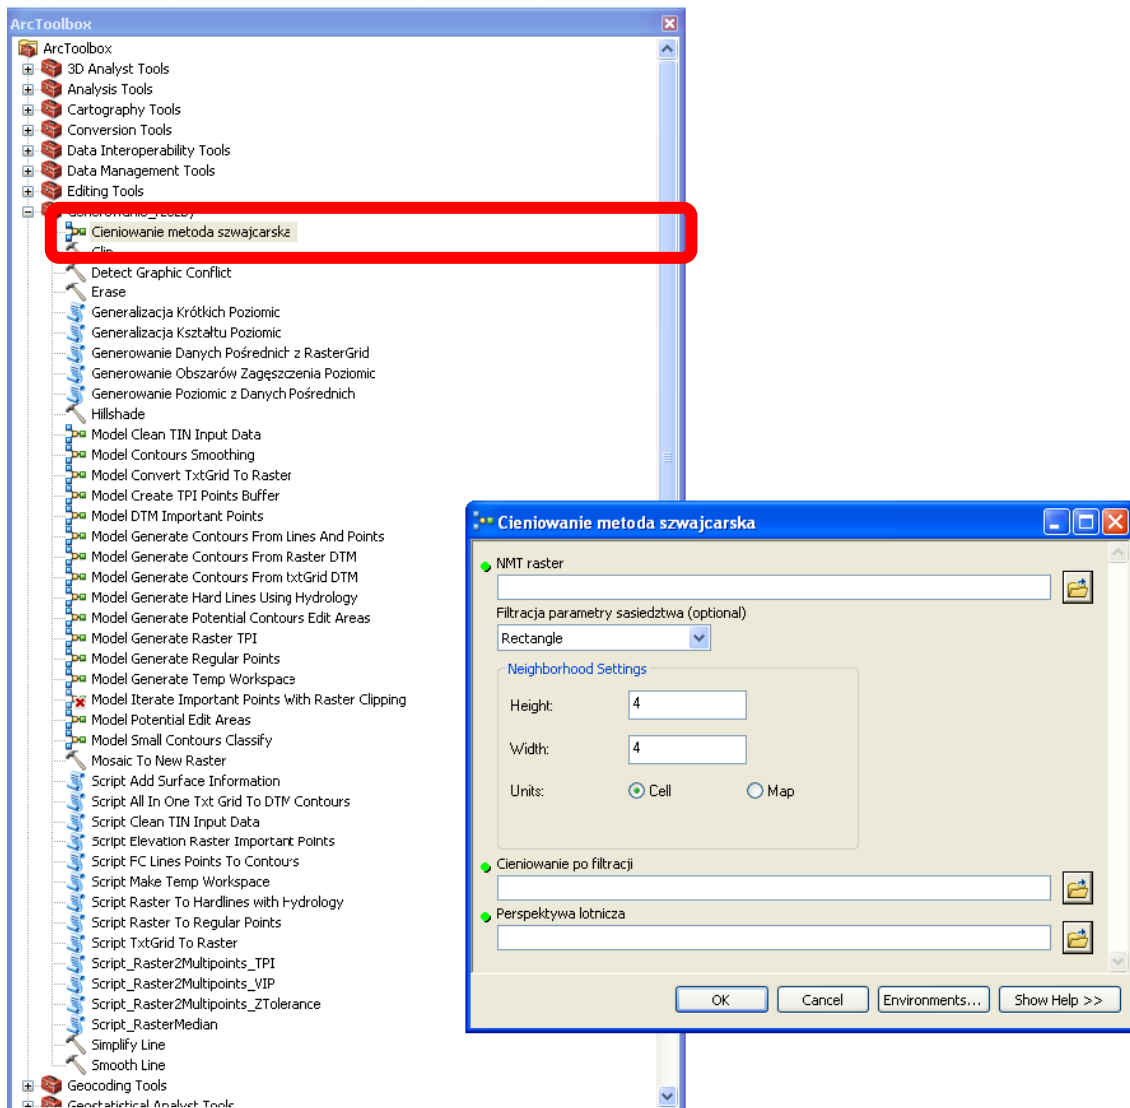 ArcToolbox
ArcToolbox
3D Analyst Tools
Analysis Tools
Cartography Tools
Conversion Tools
Data Interoperability Tools
Data Management Tools
Editing Tools
Generowanie_rzezby
Cieniowanie metoda szwajcarska
Clip
Detect Graphic Conflict
Erase
Generalizacja Krótkich Poziomic
Generalizacja Kształtu Poziomic
Generowanie Danych Pośrednich z RasterGrid
Generowanie Obszarów Zagęszczenia Poziomic
Generowanie Poziomic z Danych Pośrednich
Hillshade
Model Clean TIN Input Data
Model Contours Smoothing
Model Convert TxtGrid To Raster
Model Create TPI Points Buffer
Model DTM Important Points
Model Generate Contours From Lines And Points
Model Generate Contours From Raster DTM
Model Generate Contours From txtGrid DTM
Model Generate Hard Lines Using Hydrology
Model Generate Potential Contours Edit Areas
Model Generate Raster TPI
Model Generate Regular Points
Model Generate Temp Workspace
Model Iterate Important Points With Raster Clipping
Model Potential Edit Areas
Model Small Contours Classify
Mosaic To New Raster
Script Add Surface Information
Script All In One Txt Grid To DTM Contours
Script Clean TIN Input Data
Script Elevation Raster Important Points
Script FC Lines Points To Contours
Script Make Temp Workspace
Script Raster To Hardlines with Hydrology
Script Raster To Regular Points
Script TxtGrid To Raster
Script_Raster2Multipoints_TPI
Script_Raster2Multipoints_VIP
Script_Raster2Multipoints_ZTolerance
Script_RasterMedian
Simplify Line
Smooth Line
Geocoding Tools
Geostatistical Analyst Tools
Cieniowanie metoda szwajcarska
NMT raster
Filtracja parametry sasiedztwa (optional)
Rectangle
Neighborhood Settings
Height: 4
Width: 4
Units: Cell Map
Cieniowanie po filtracji
Perspektywa lotnicza
OK Cancel Environments... Show Help >>